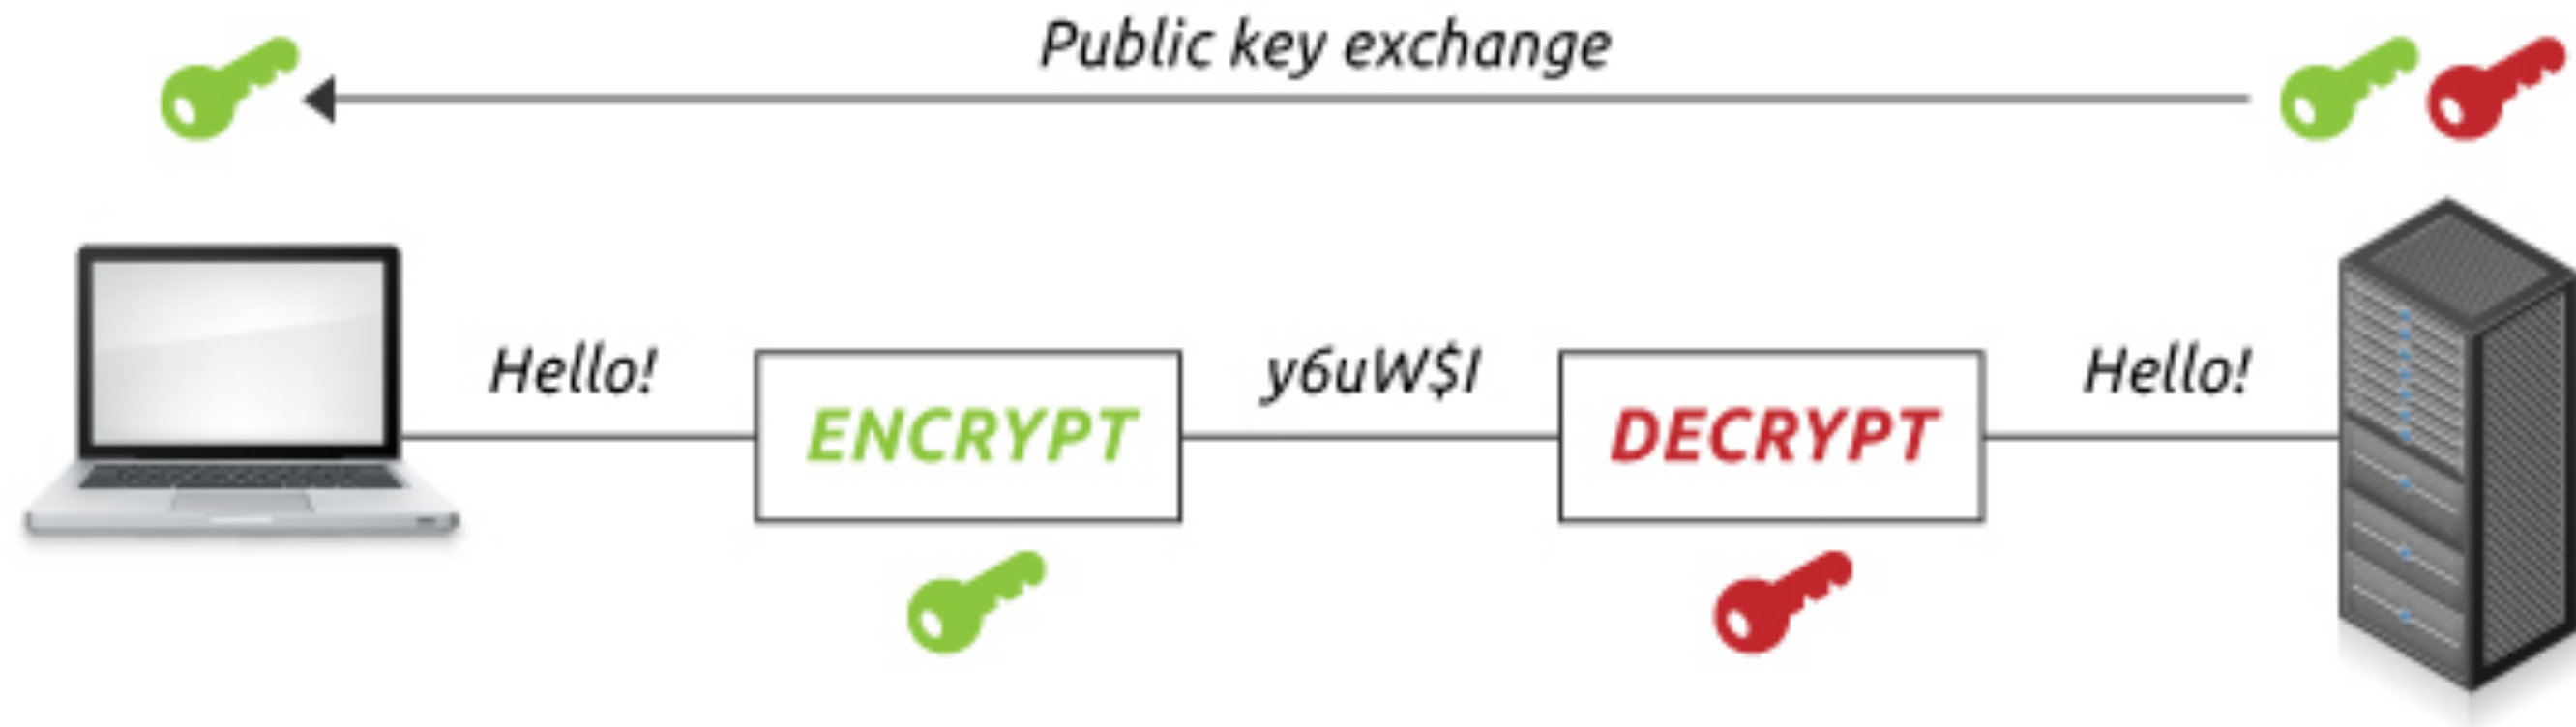 Public key exchange
Hello!
ENCRYPT
y6uW$I
DECRYPT
Hello!